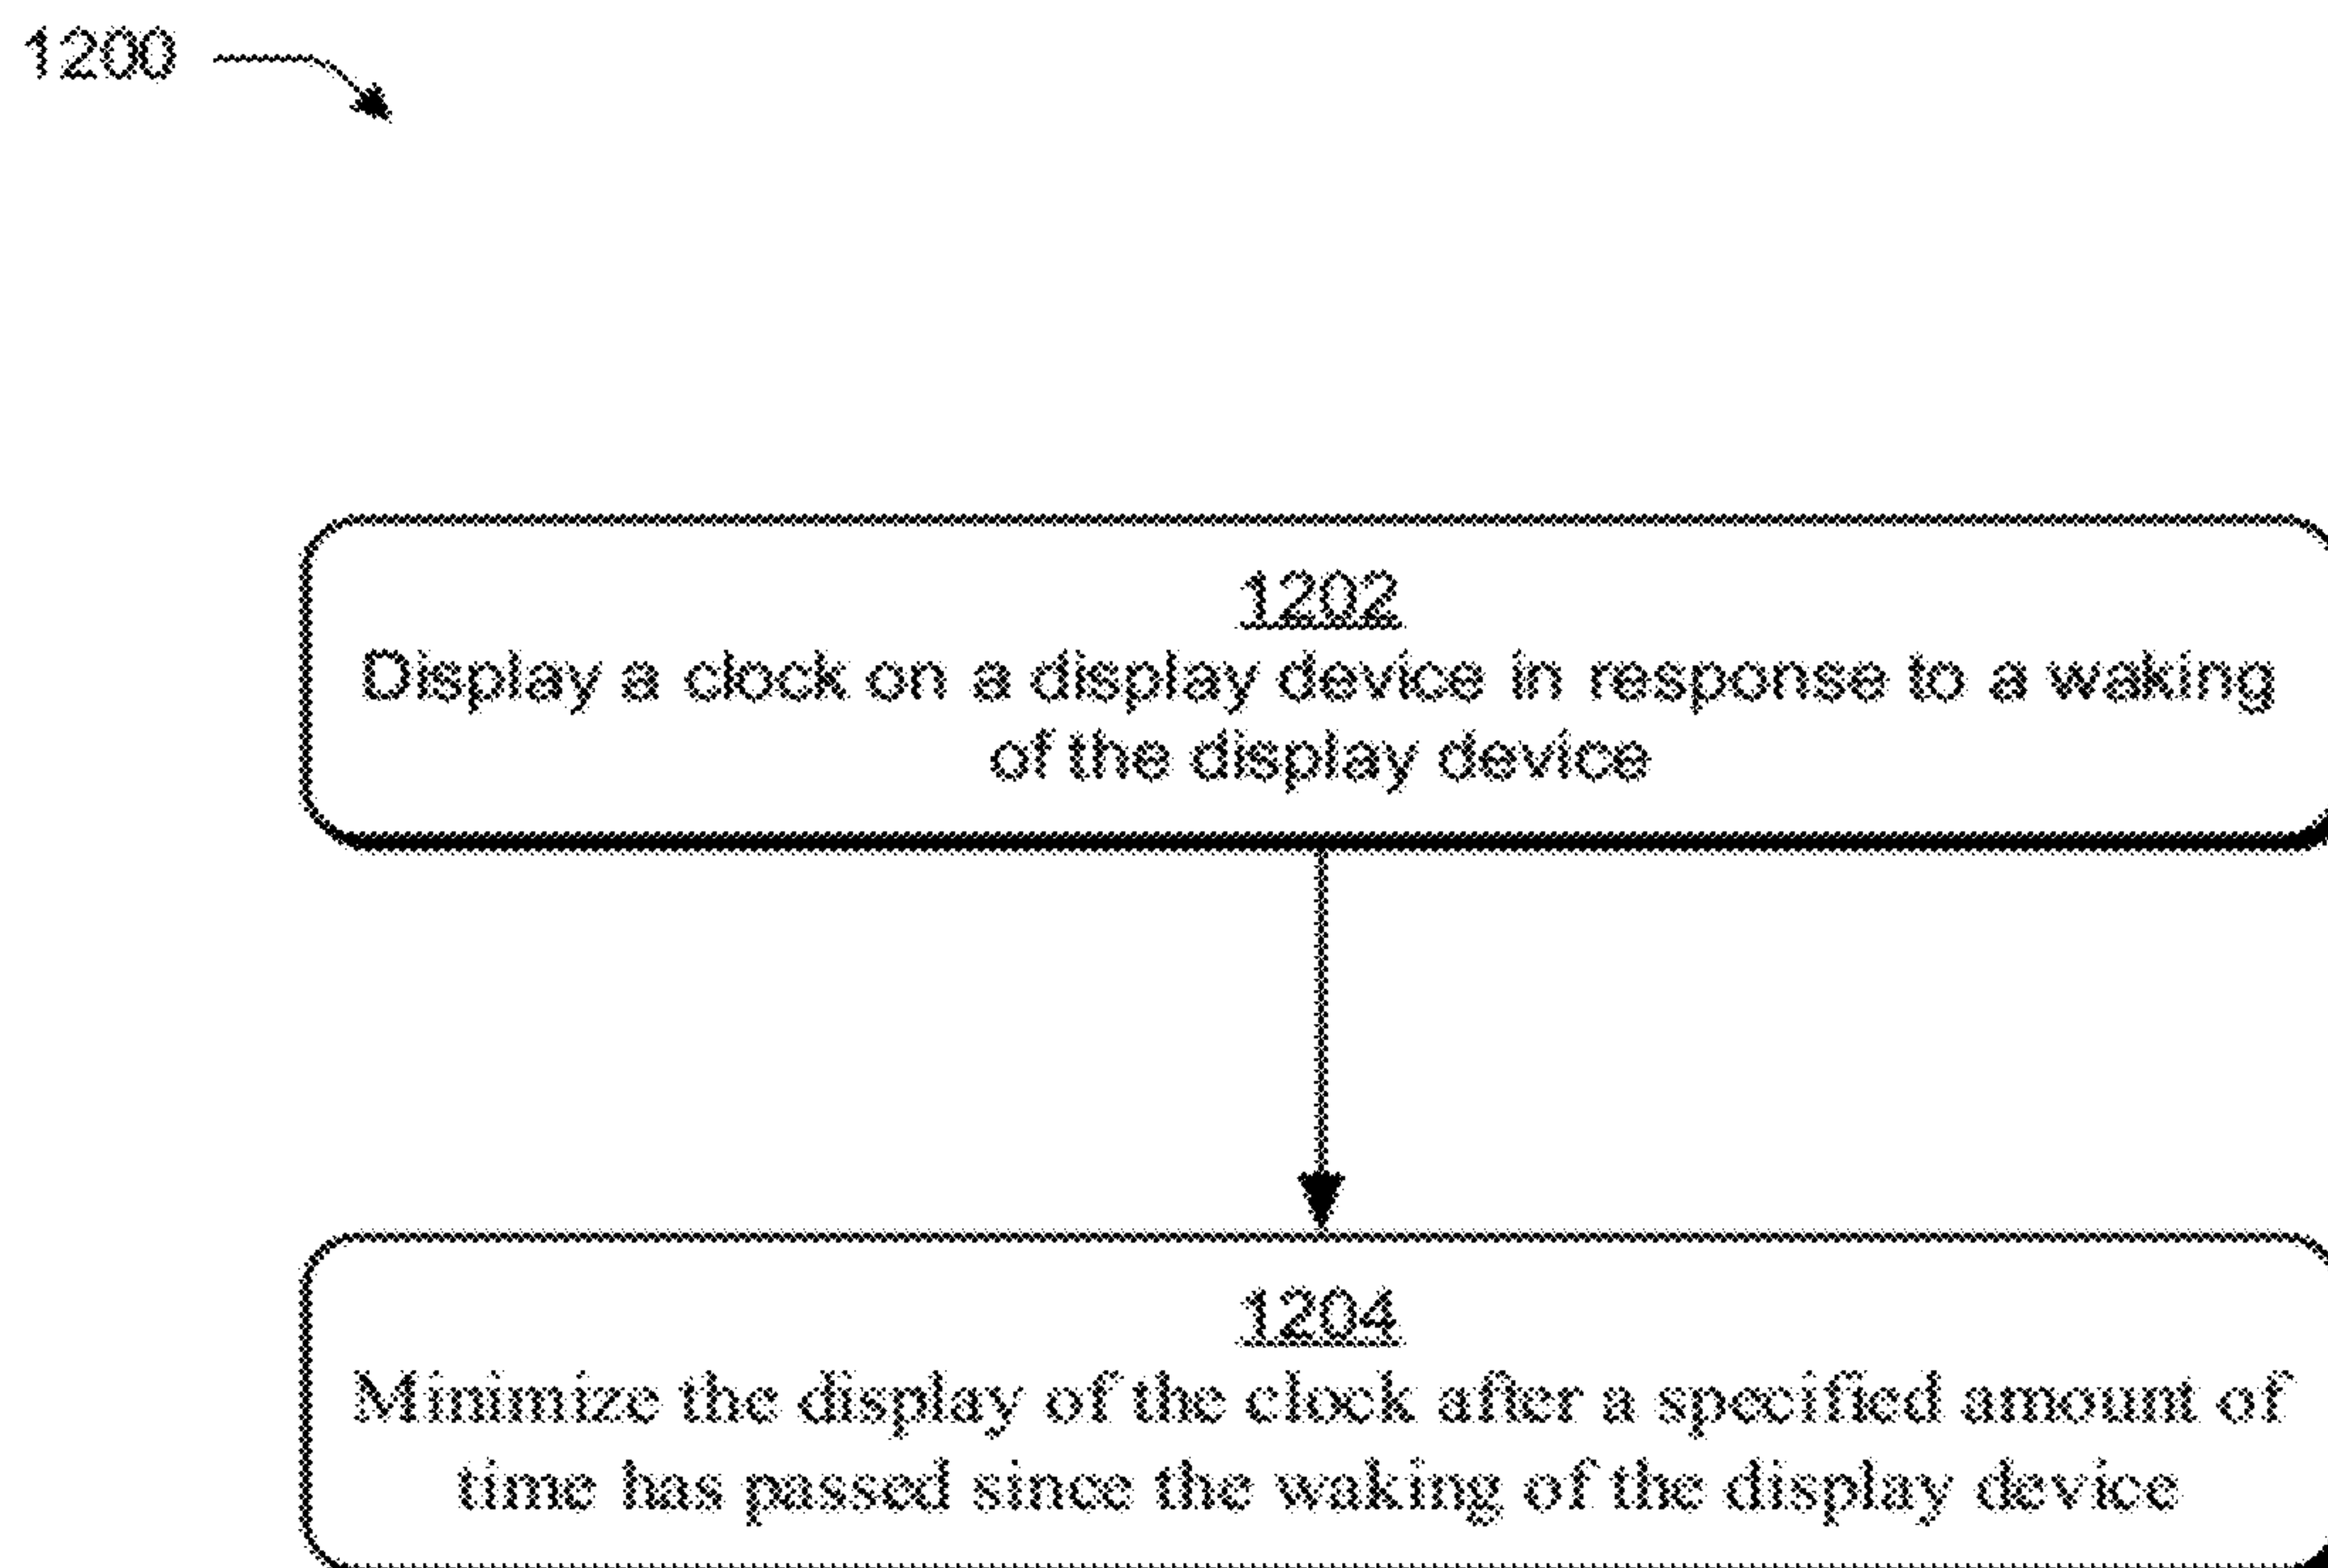 1200
1202
Display a clock on a display device in response to a waking
of the display device
1204
Minimize the display of the clock after a specified amount of
time has passed since the waking of the display device